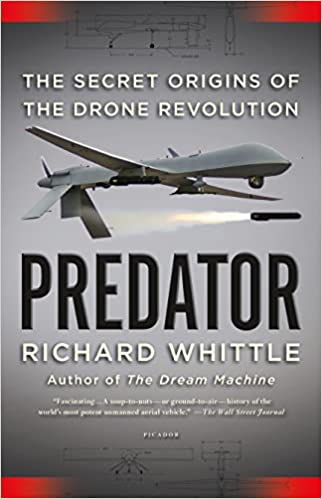 THE SECRET ORIGINS OF
THE DRONE REVOLUTION
PREDATOR
RICHARD WHITTLE
Author of The Dream Machine
"Fascinating...A soup-to-nuts—or ground-to-air—history of the
world's most potent unmanned aerial vehicle." —The Wall Street Journal
PICADOR